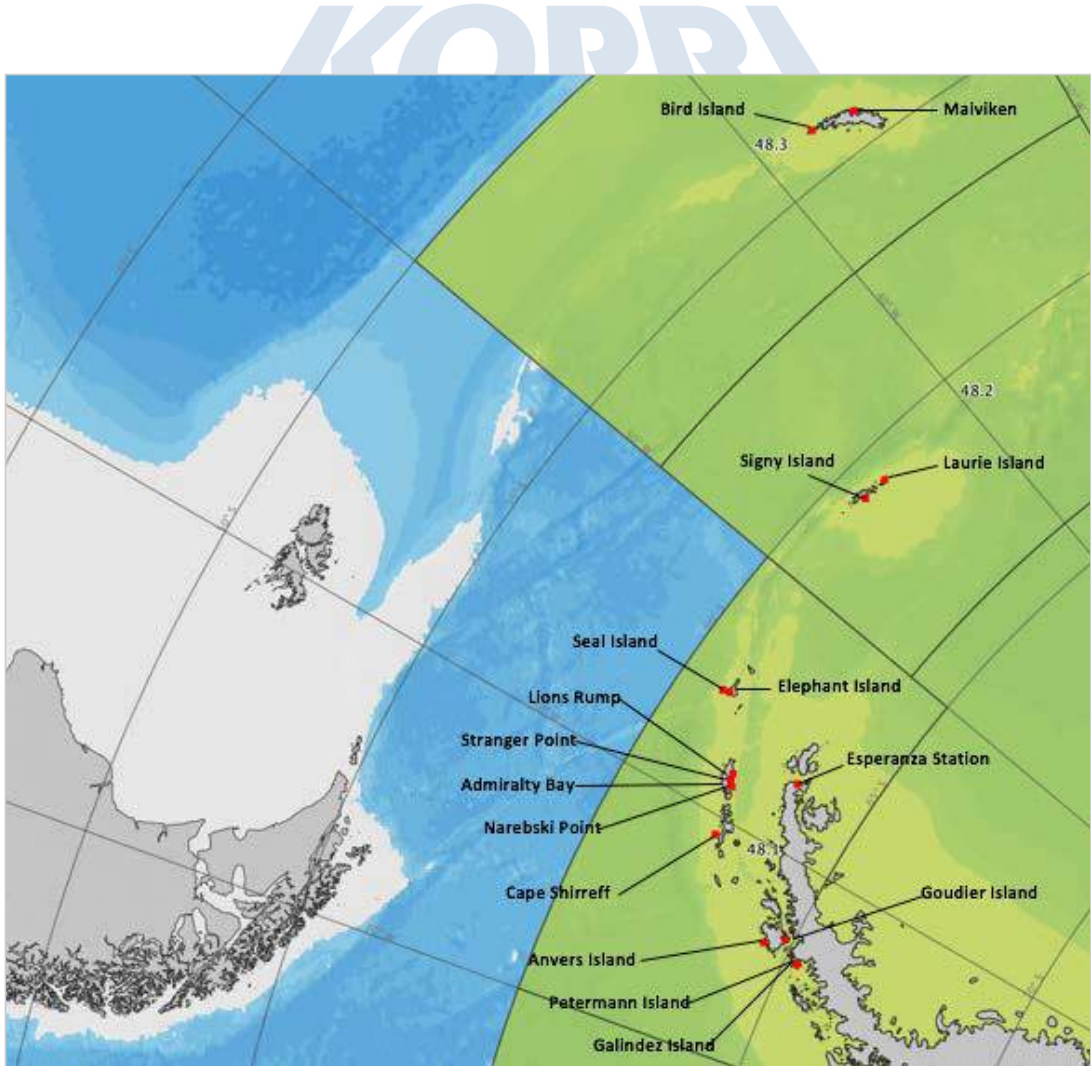 KOPRI
Bird Island
Maiviken
48.3
48.2
Signy Island
Laurie Island
Seal Island
Elephant Island
Lions Rump
Stranger Point
Esperanza Station
Admiralty Bay
Narebski Point
48.1
Cape Shirreff
Goudier Island
Anvers Island
Petermann Island
Galindez Island